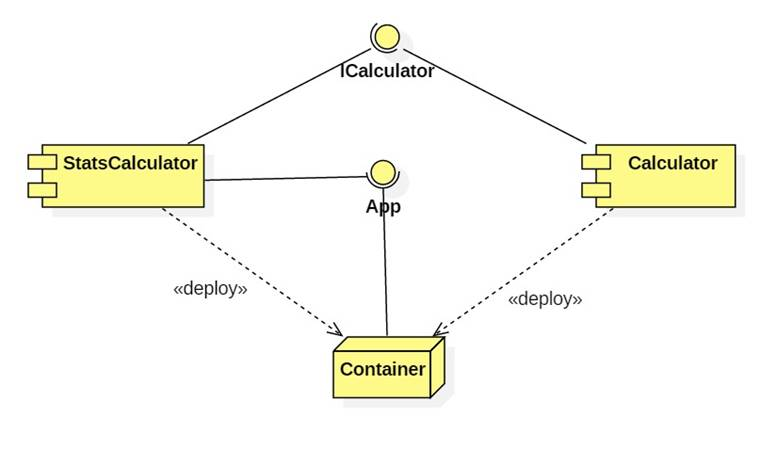 ICalculator
StatsCalculator
Calculator
App
«deploy»
«deploy»
Container